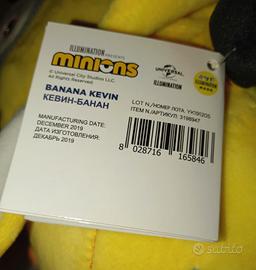 ILLUMINATION PRESENTS
minions
© Universal City Studios LLC.
All Rights Reserved.
UNIVERSAL
ILLUMINATION
BANANA KEVIN
КЕВИН-БАНАН
LOT N./НОМЕР ЛОТА: YK191205
ITEM N./АРТИКУЛ: 3198947
MANUFACTURING DATE:
DECEMBER 2019
ДАТА ИЗГОТОВЛЕНИЯ:
ДЕКАБРЬ 2019
8 028716 165846
subito